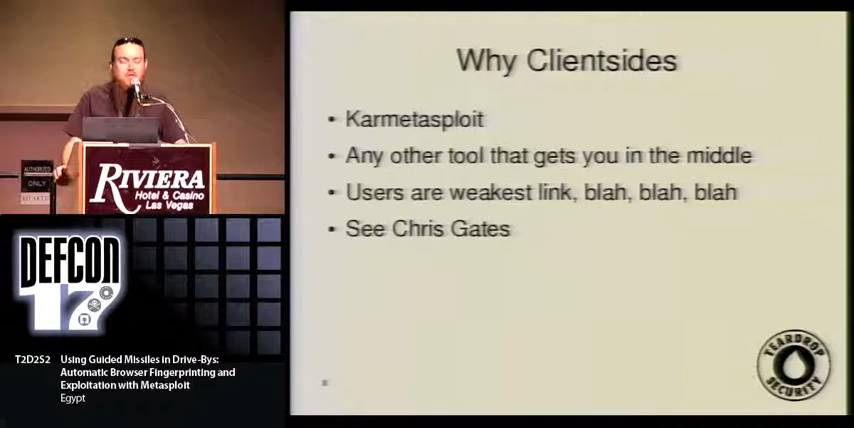 Why Clientsides
• Karmetasploit
• Any other tool that gets you in the middle
• Users are weakest link, blah, blah, blah
• See Chris Gates
TEARDROP
SECURITY
AUTHORIZED
ONLY
RIVIERA
Hotel & Casino
Las Vegas
DEFCON
17
T2D2S2
Using Guided Missiles in Drive-Bys:
Automatic Browser Fingerprinting and
Exploitation with Metasploit
Egypt